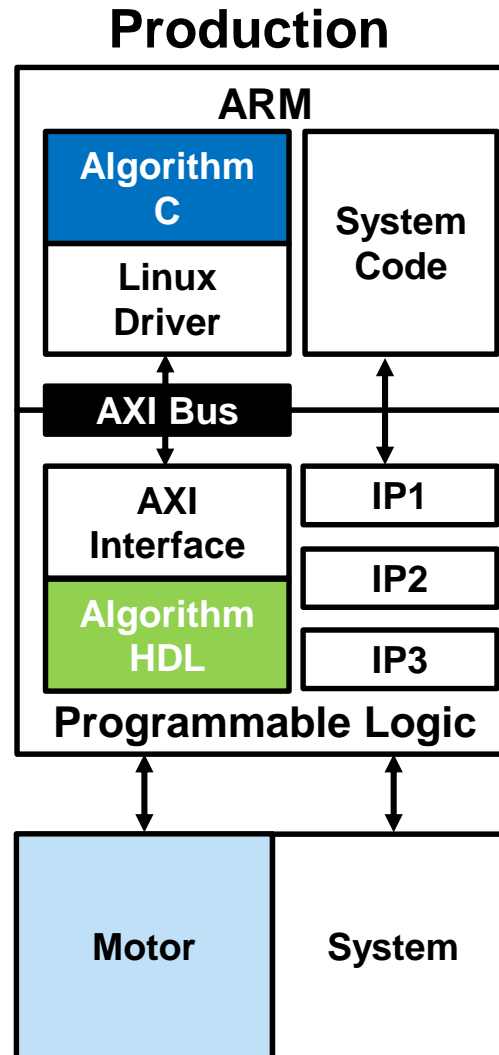 Production
ARM
Algorithm
C
Linux
Driver
System
Code
AXI Bus
AXI
Interface
Algorithm
HDL
IP1
IP2
IP3
Programmable Logic
Motor
System